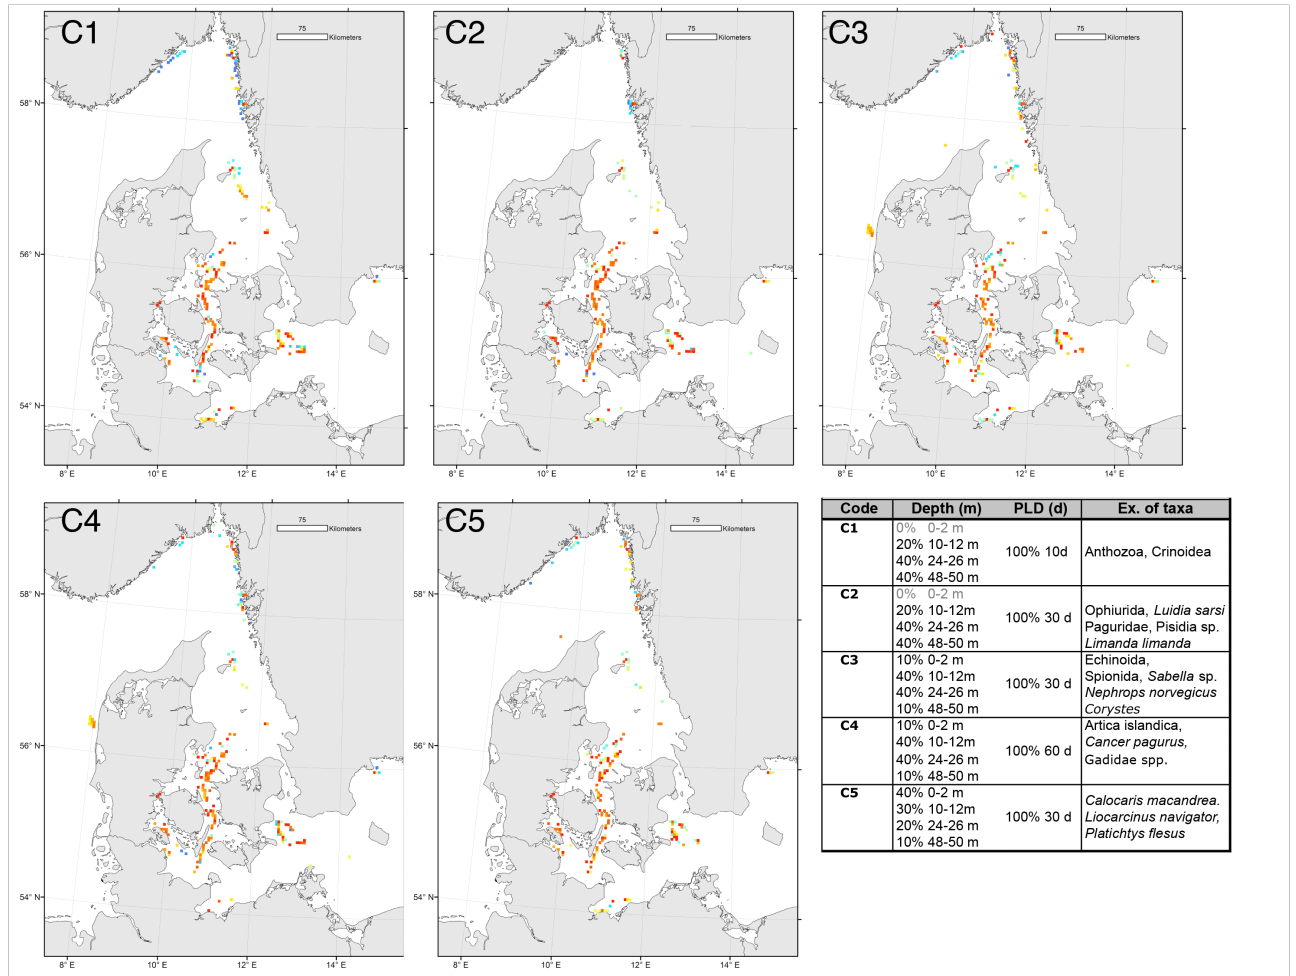 C1
75
Kilometers
C2
75
Kilometers
C3
75
Kilometers
58° N
56° N
54° N
8° E 10° E 12° E 14° E
8° E 10° E 12° E 14° E
8° E 10° E 12° E 14° E
C4
75
Kilometers
C5
75
Kilometers
58° N
56° N
54° N
58° N
56° N
54° N
8° E 10° E 12° E 14° E
8° E 10° E 12° E 14° E
Code Depth (m) PLD (d) Ex. of taxa
C1
0% 0-2 m
20% 10-12 m
40% 24-26 m
40% 48-50 m
100% 10d
Anthozoa, Crinoidea
C2
0% 0-2 m
20% 10-12m
40% 24-26 m
40% 48-50 m
100% 30 d
Ophiurida, Luidia sarsi
Paguridae, Pisidia sp.
Limanda limanda
C3
10% 0-2 m
40% 10-12m
40% 24-26 m
10% 48-50 m
100% 30 d
Echinoida,
Spionida, Sabella sp.
Nephrops norvegicus
Corystes
C4
10% 0-2 m
40% 10-12m
40% 24-26 m
10% 48-50 m
100% 60 d
Artica islandica,
Cancer pagurus,
Gadidae spp.
C5
40% 0-2 m
30% 10-12m
20% 24-26 m
10% 48-50 m
100% 30 d
Calocaris macandrea.
Liocarcinus navigator,
Platichtys flesus